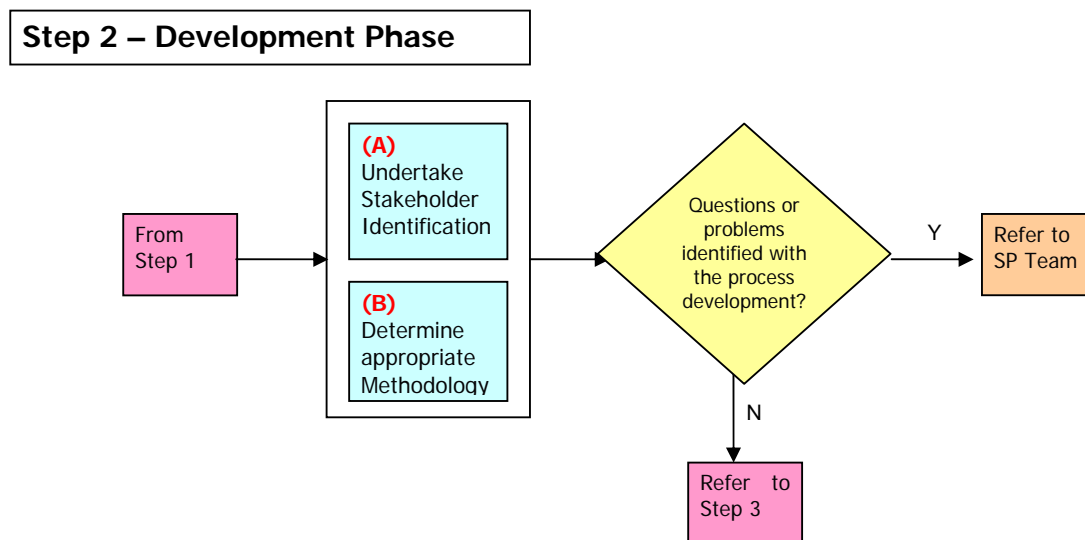 Step 2 – Development Phase
From
Step 1
(A)
Undertake
Stakeholder
Identification
(B)
Determine
appropriate
Methodology
Questions or
problems
identified with
the process
development?
Y
Refer to
SP Team
N
Refer to
Step 3